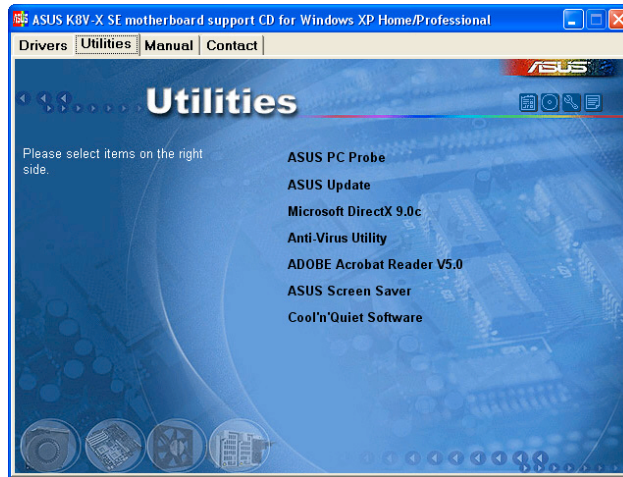 ASUS K8V-X SE motherboard support CD for Windows XP Home/Professional
Drivers Utilities Manual Contact
ASUS
Utilities
Please select items on the right
side.
ASUS PC Probe
ASUS Update
Microsoft DirectX 9.0c
Anti-Virus Utility
ADOBE Acrobat Reader V5.0
ASUS Screen Saver
Cool'n'Quiet Software